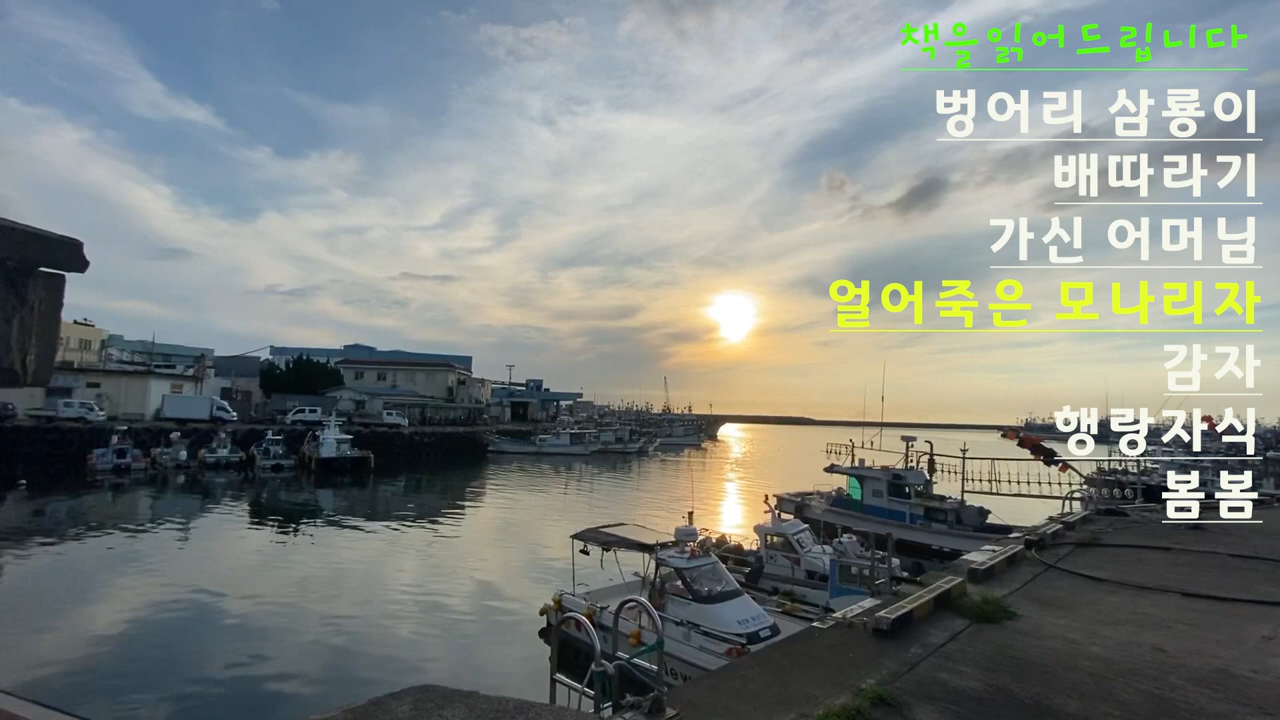 책을읽어드립니다
벙어리 삼룡이
배따라기
가신 어머님
얼어죽은 모나리자
감자
행랑자식
봄봄